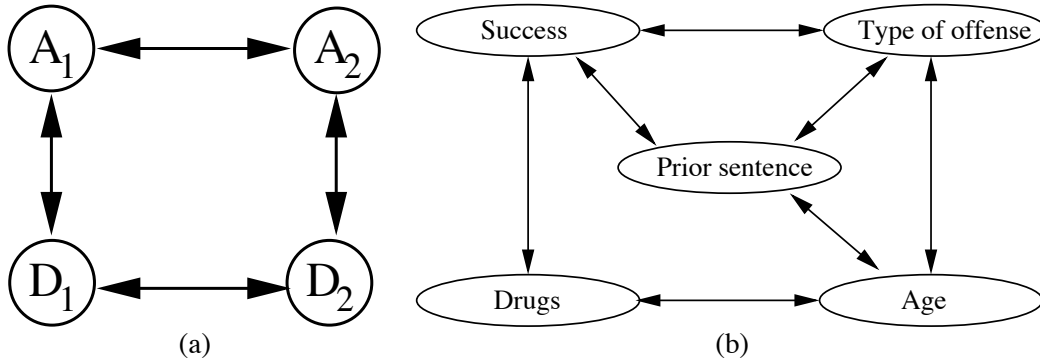 A1 A2
D1 D2
(a)
Success Type of offense
Prior sentence
Drugs Age
(b)